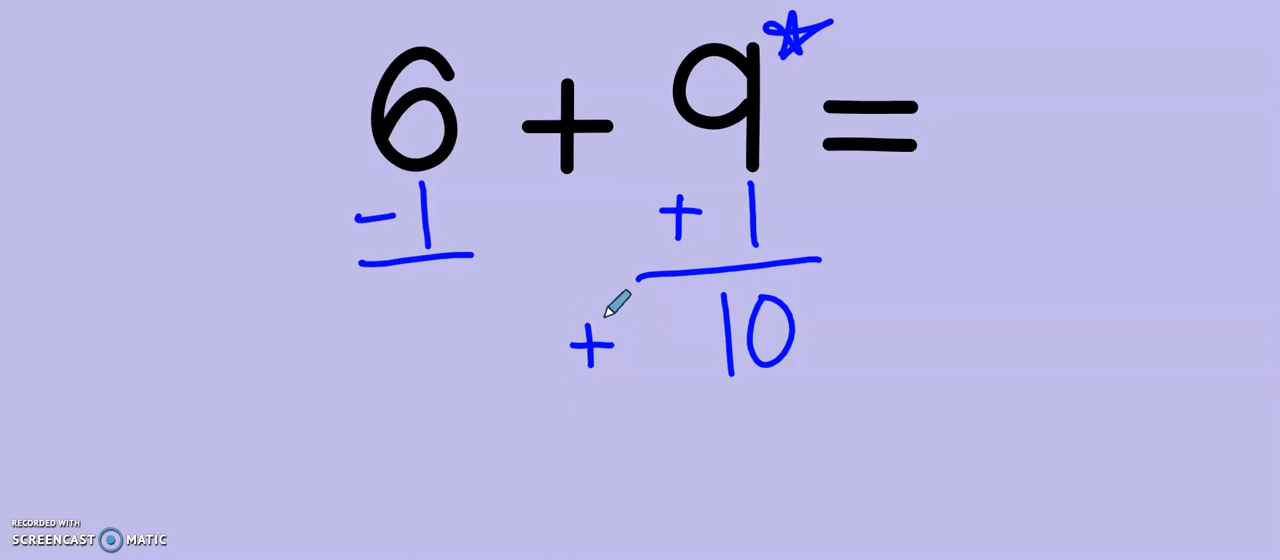 6 + 9 =
- 1 + 1
+ 10
RECORDED WITH
SCREENCAST MATIC